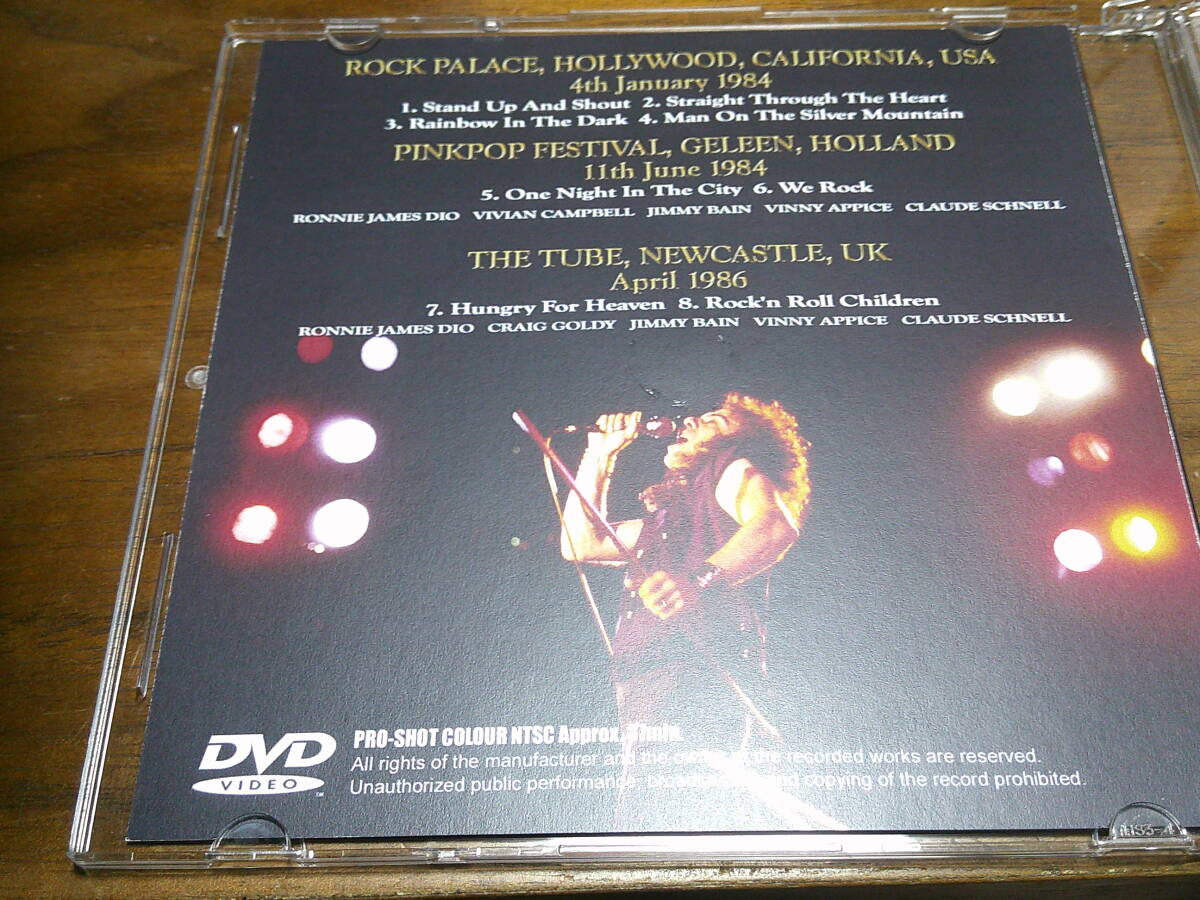 ROCK PALACE, HOLLYWOOD, CALIFORNIA, USA
4th January 1984
1. Stand Up And Shout 2. Straight Through The Heart
3. Rainbow In The Dark 4. Man On The Silver Mountain
PINKPOP FESTIVAL, GELEEN, HOLLAND
11th June 1984
5. One Night In The City 6. We Rock
RONNIE JAMES DIO VIVIAN CAMPBELL JIMMY BAIN VINNY APPICE CLAUDE SCHNELL
THE TUBE, NEWCASTLE, UK
April 1986
7. Hungry For Heaven 8. Rock'n Roll Children
RONNIE JAMES DIO CRAIG GOLDY JIMMY BAIN VINNY APPICE CLAUDE SCHNELL
DVD
VIDEO
PRO-SHOT COLOUR NTSC Approx.
All rights of the manufacturer and the owner of the recorded works are reserved.
Unauthorized public performance, and copying of the record prohibited.